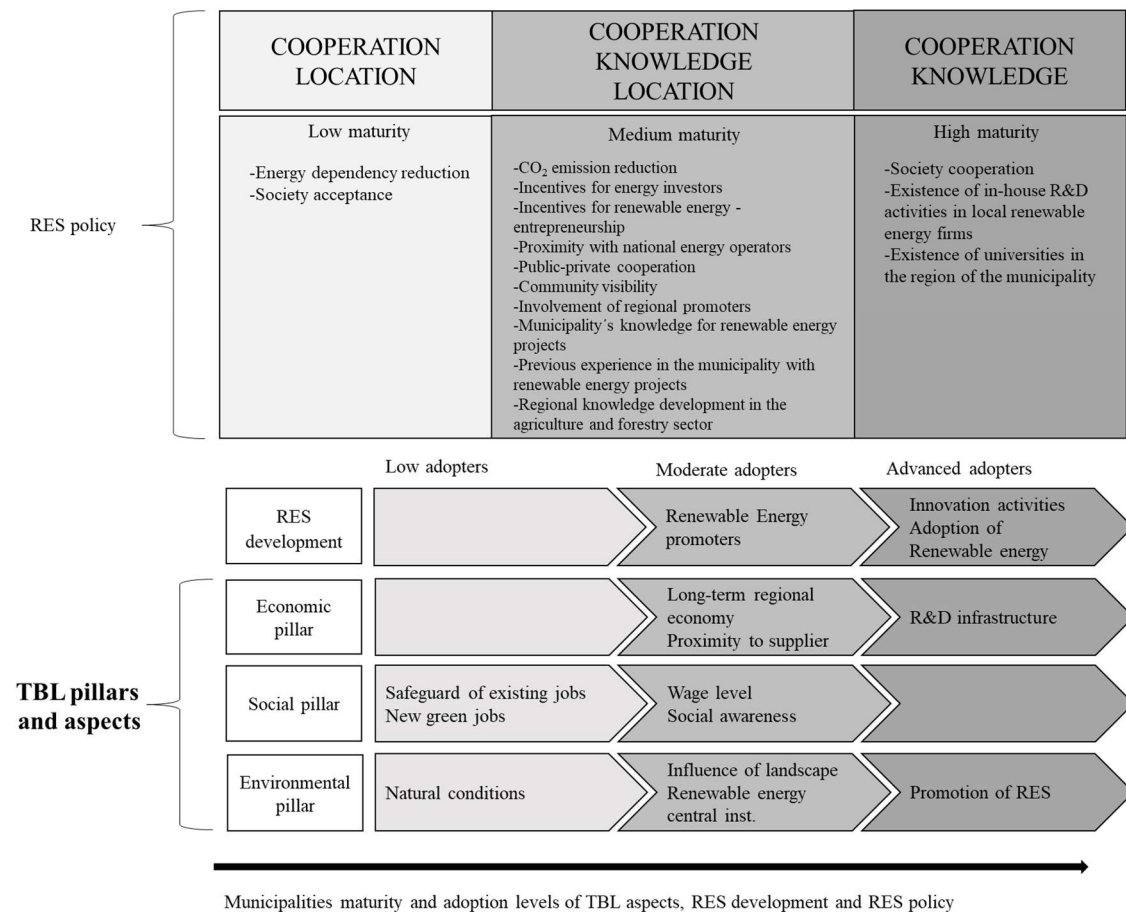 COOPERATION
LOCATION
COOPERATION
KNOWLEDGE
LOCATION
COOPERATION
KNOWLEDGE
RES policy
Low maturity
-Energy dependency reduction
-Society acceptance
Medium maturity
-CO₂ emission reduction
-Incentives for energy investors
-Incentives for renewable energy -
entrepreneurship
-Proximity with national energy operators
-Public-private cooperation
-Community visibility
-Involvement of regional promoters
-Municipality´s knowledge for renewable energy
projects
-Previous experience in the municipality with
renewable energy projects
-Regional knowledge development in the
agriculture and forestry sector
High maturity
-Society cooperation
-Existence of in-house R&D
activities in local renewable
energy firms
-Existence of universities in
the region of the municipality
Low adopters
Moderate adopters
Advanced adopters
RES
development
Renewable Energy
promoters
Innovation activities
Adoption of
Renewable energy
TBL pillars
and aspects
Economic
pillar
Long-term regional
economy
Proximity to supplier
R&D infrastructure
Social pillar
Safeguard of existing jobs
New green jobs
Wage level
Social awareness
Environmental
pillar
Natural conditions
Influence of landscape
Renewable energy
central inst.
Promotion of RES
Municipalities maturity and adoption levels of TBL aspects, RES development and RES policy